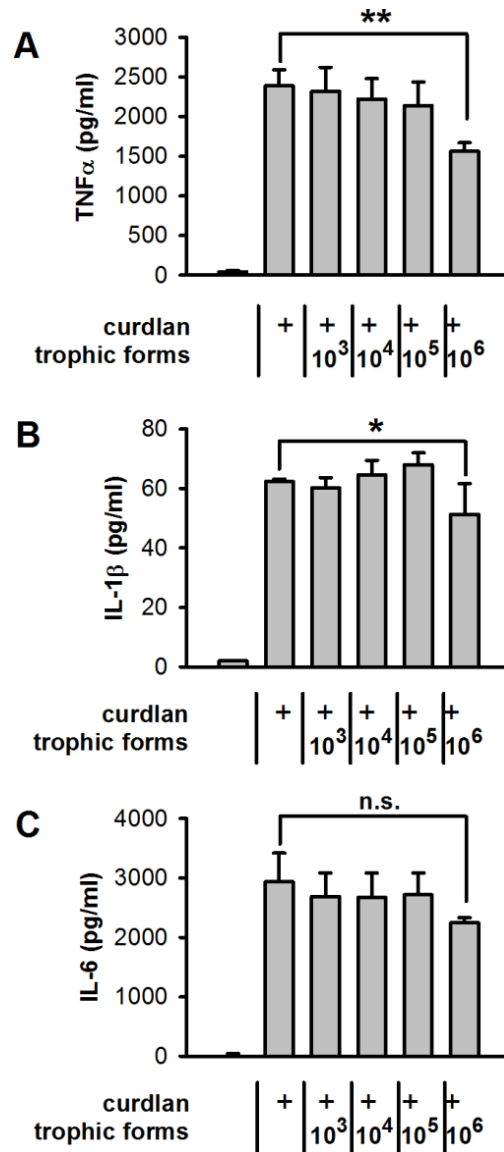 A
**
TNFα (pg/ml)
3000
2500
2000
1500
1000
500
0
curdlan + + + + +
trophic forms 10³ 10⁴ 10⁵ 10⁶
B
*
IL-1β (pg/ml)
80
60
40
20
0
curdlan + + + + +
trophic forms 10³ 10⁴ 10⁵ 10⁶
C
n.s.
IL-6 (pg/ml)
4000
3000
2000
1000
0
curdlan + + + + +
trophic forms 10³ 10⁴ 10⁵ 10⁶